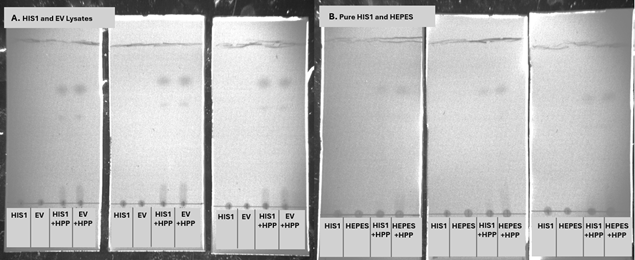 A. HIS1 and EV Lysates
B. Pure HIS1 and HEPES
HIS1 EV HIS1 +HPP EV +HPP
HIS1 EV HIS1 +HPP EV +HPP
HIS1 EV HIS1 +HPP EV +HPP
HIS1 HEPES HIS1 +HPP HEPES +HPP
HIS1 HEPES HIS1 +HPP HEPES +HPP
HIS1 HEPES HIS1 +HPP HEPES +HPP